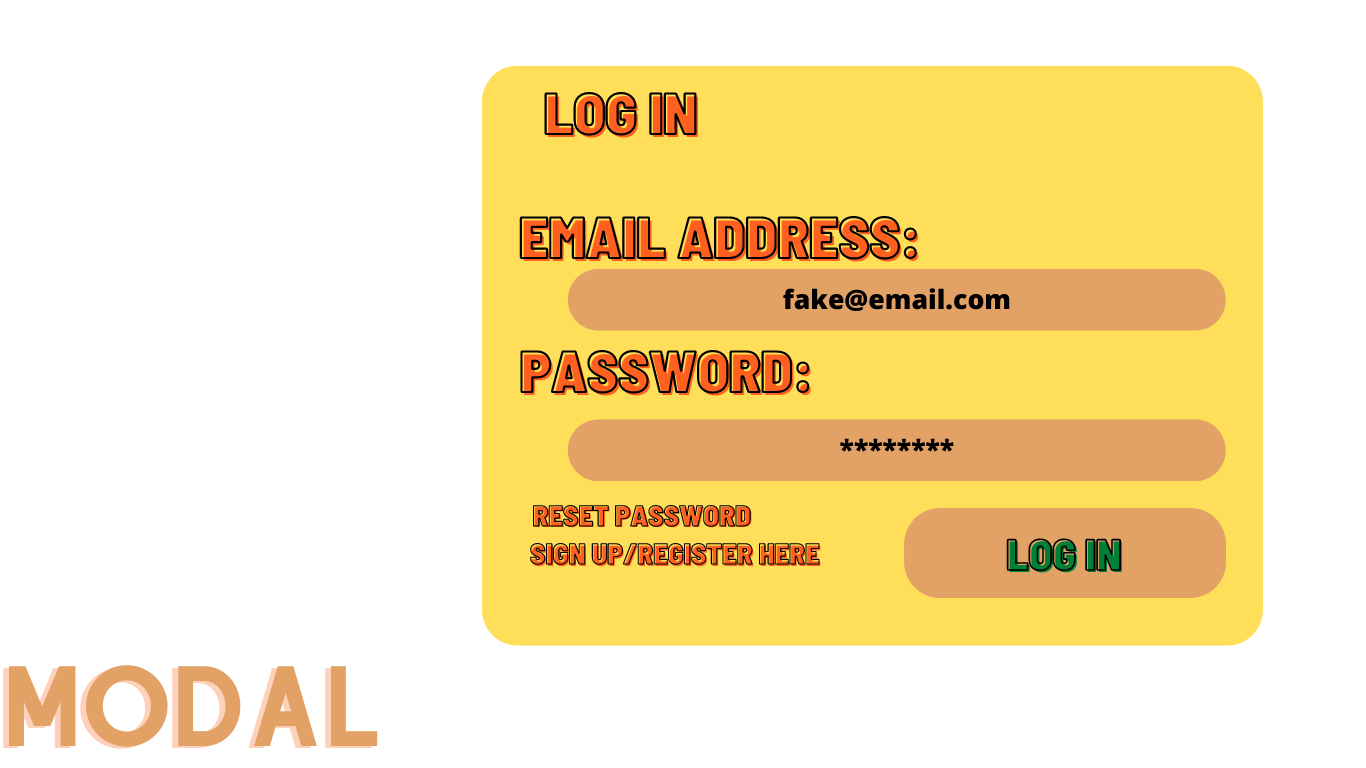 LOG IN
EMAIL ADDRESS:
fake@email.com
PASSWORD:
********
RESET PASSWORD
SIGN UP/REGISTER HERE
LOG IN
MODAL